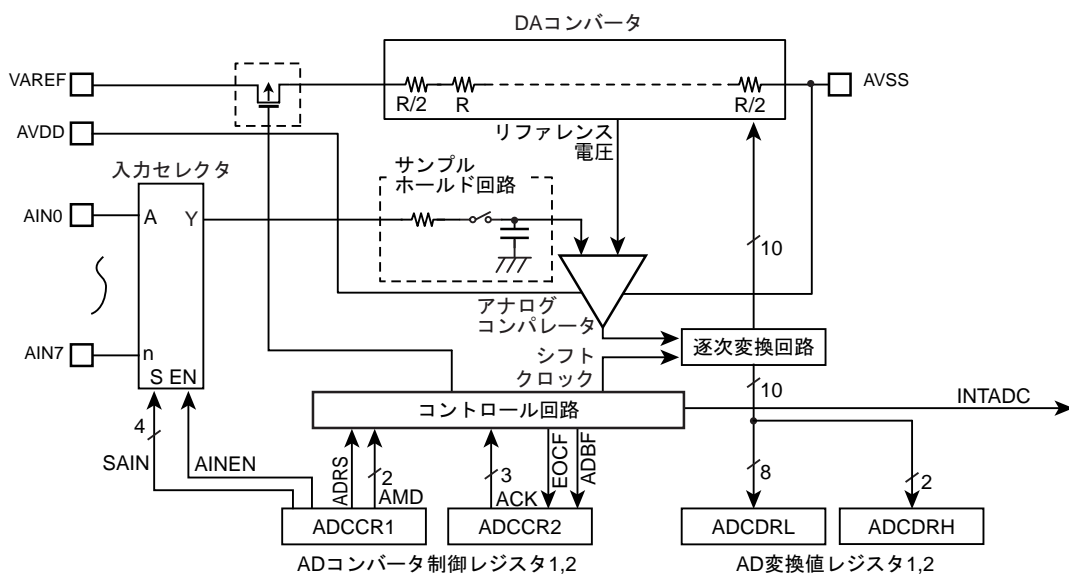 DAコンバータ
VAREF
R/2
R
R/2
AVSS
AVDD
リファレンス
電圧
入力セレクタ
サンプル
ホールド回路
AIN0
A
Y
10
アナログ
コンパレータ
AIN7
n
シフト
クロック
逐次変換回路
S EN
10
コントロール回路
INTADC
4
SAIN
AINEN
ADRS
2
AMD
3
ACK
EOCF
ADBF
8
2
ADCCR1
ADCCR2
ADCDRL
ADCDRH
ADコンバータ制御レジスタ1,2
AD変換値レジスタ1,2